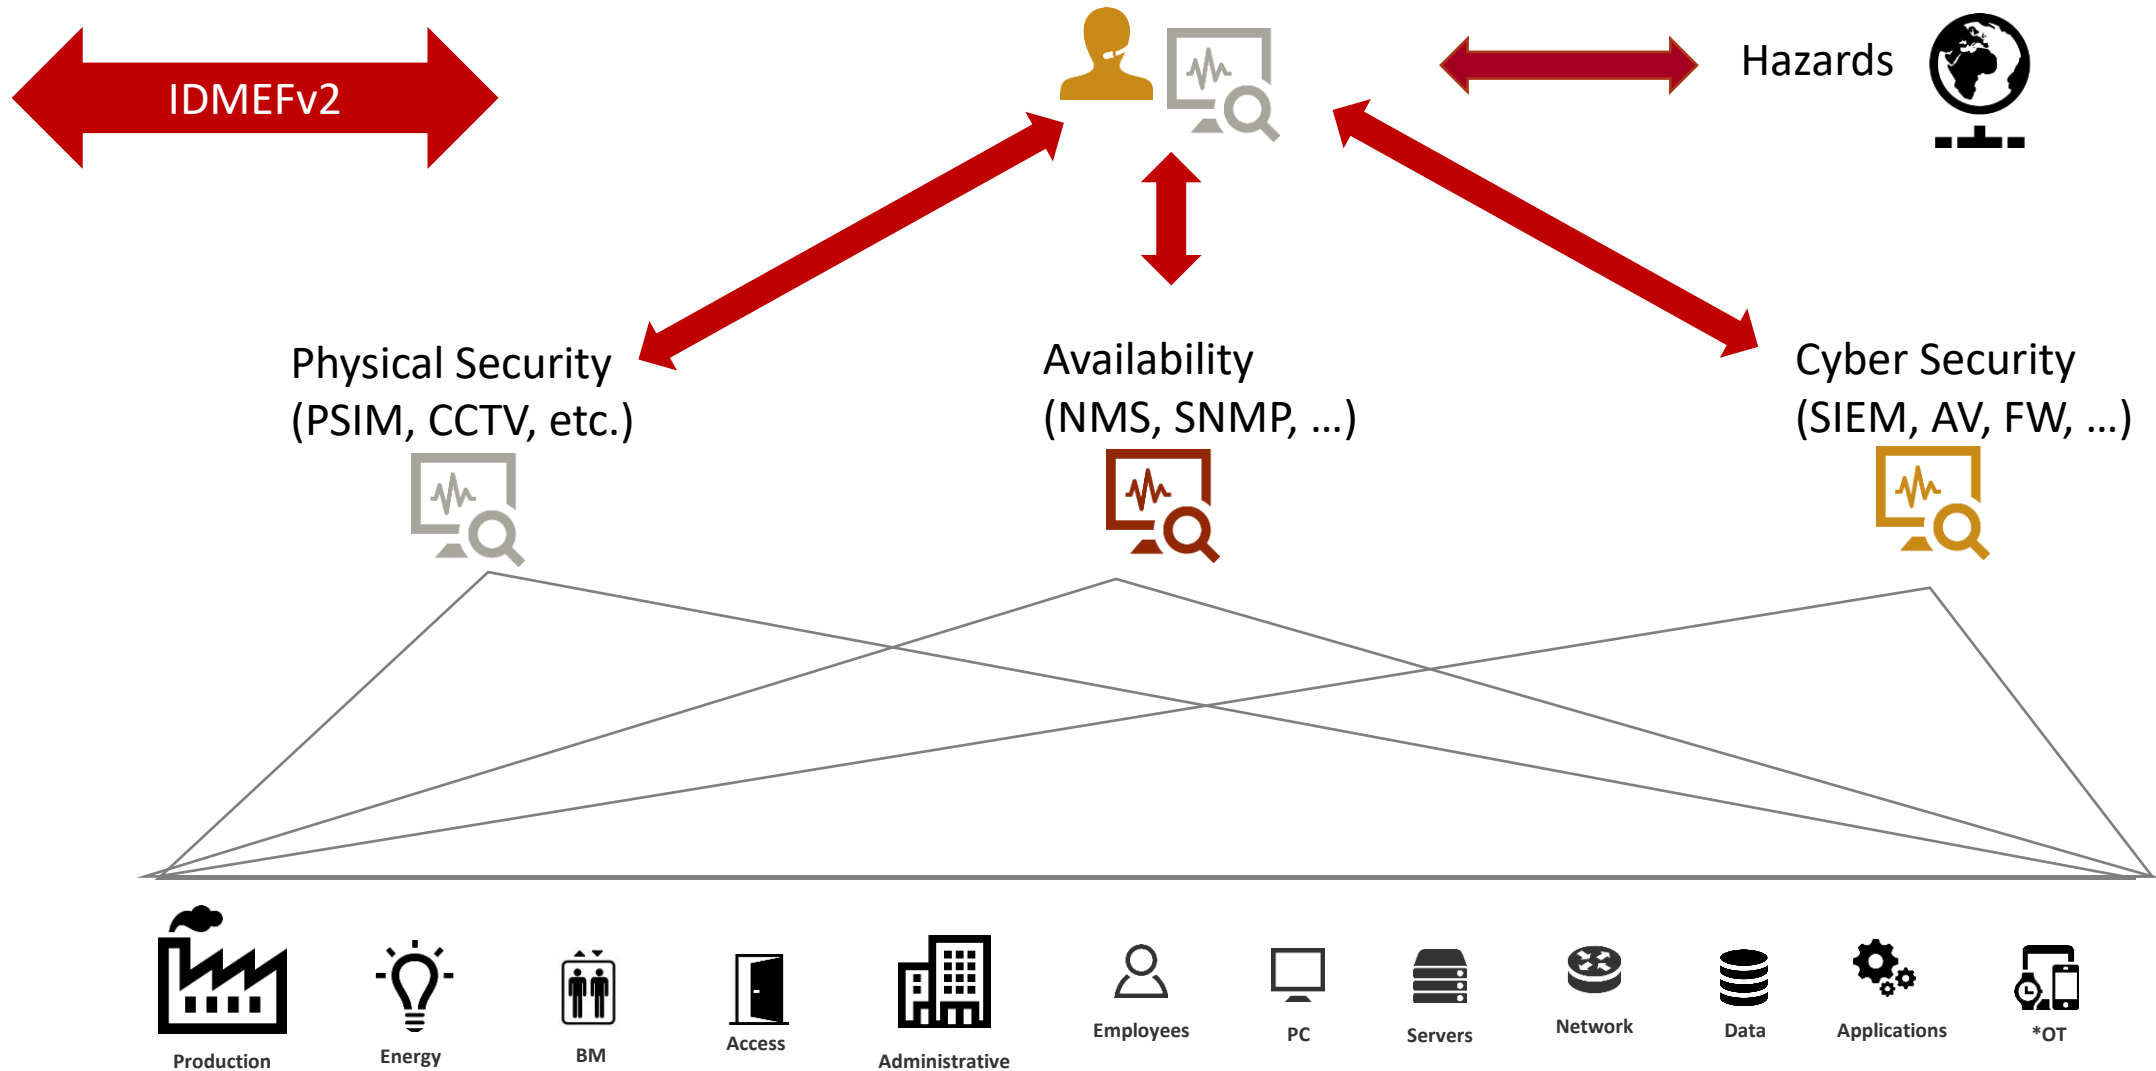 IDMEFv2
Hazards
Physical Security
(PSIM, CCTV, etc.)
Availability
(NMS, SNMP, ...)
Cyber Security
(SIEM, AV, FW, ...)
Production
Energy
BM
Access
Administrative
Employees
PC
Servers
Network
Data
Applications
*OT